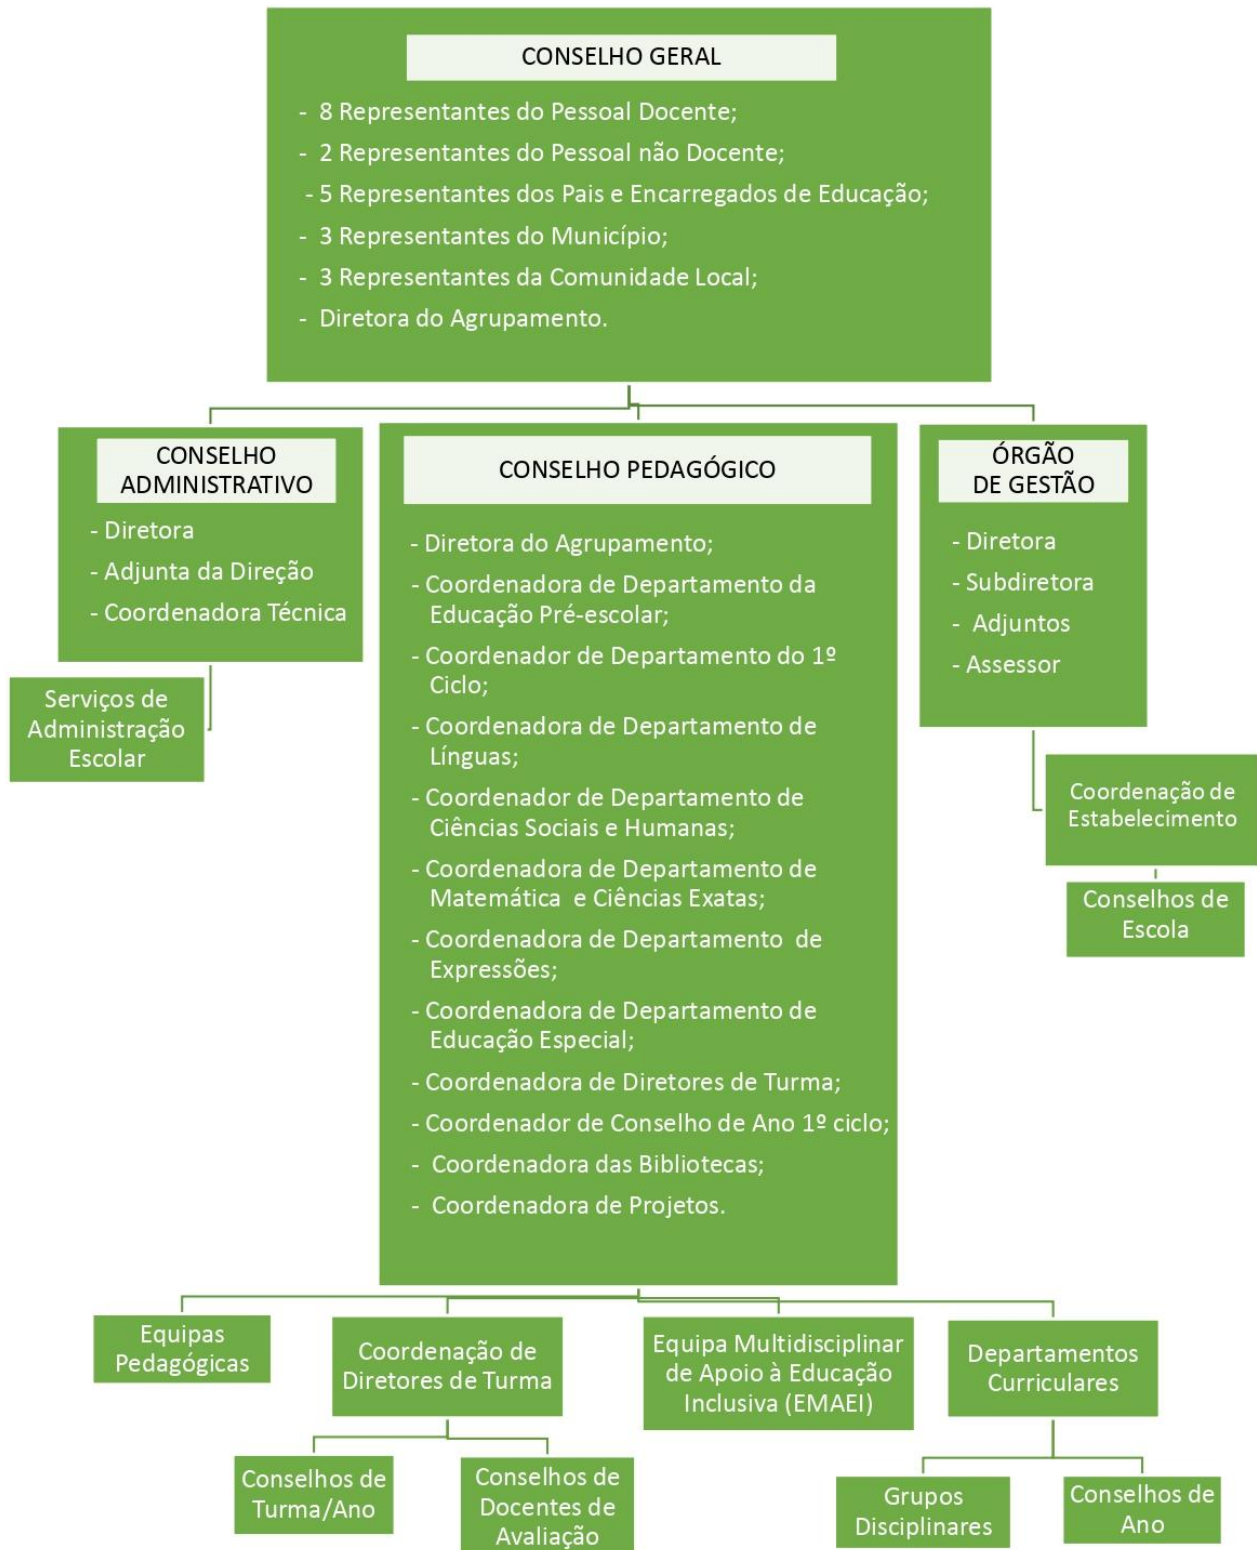 CONSELHO GERAL
- 8 Representantes do Pessoal Docente;
- 2 Representantes do Pessoal não Docente;
- 5 Representantes dos Pais e Encarregados de Educação;
- 3 Representantes do Município;
- 3 Representantes da Comunidade Local;
- Diretora do Agrupamento.
CONSELHO
ADMINISTRATIVO
- Diretora
- Adjunta da Direção
- Coordenadora Técnica
Serviços de
Administração
Escolar
CONSELHO PEDAGÓGICO
- Diretora do Agrupamento;
- Coordenadora de Departamento da
Educação Pré-escolar;
- Coordenador de Departamento do 1º
Ciclo;
- Coordenadora de Departamento de
Línguas;
- Coordenador de Departamento de
Ciências Sociais e Humanas;
- Coordenadora de Departamento de
Matemática e Ciências Exatas;
- Coordenadora de Departamento de
Expressões;
- Coordenadora de Departamento de
Educação Especial;
- Coordenadora de Diretores de Turma;
- Coordenador de Conselho de Ano 1º ciclo;
- Coordenadora das Bibliotecas;
- Coordenadora de Projetos.
ÓRGÃO
DE GESTÃO
- Diretora
- Subdiretora
- Adjuntos
- Assessor
Coordenação de
Estabelecimento
Conselhos de
Escola
Equipas
Pedagógicas
Coordenação de
Diretores de Turma
Equipa Multidisciplinar
de Apoio à Educação
Inclusiva (EMAEI)
Departamentos
Curriculares
Conselhos de
Turma/Ano
Conselhos de
Docentes de
Avaliação
Grupos
Disciplinares
Conselhos de
Ano